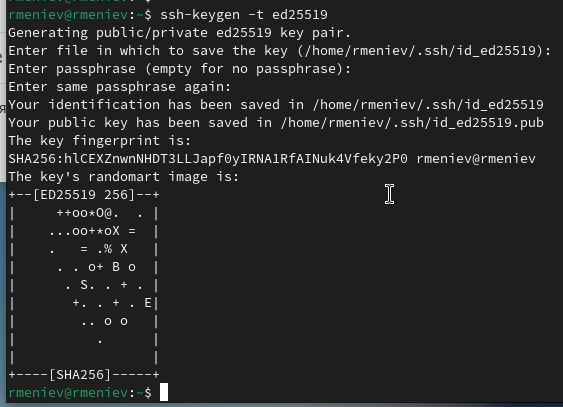 rmeniev@rmeniev:~$ ssh-keygen -t ed25519
Generating public/private ed25519 key pair.
Enter file in which to save the key (/home/rmeniev/.ssh/id_ed25519):
Enter passphrase (empty for no passphrase):
Enter same passphrase again:
Your identification has been saved in /home/rmeniev/.ssh/id_ed25519
Your public key has been saved in /home/rmeniev/.ssh/id_ed25519.pub
The key fingerprint is:
SHA256:hlCEXZnwnNHDT3LLJapf0yIRNA1RfAINuk4Vfeky2P0 rmeniev@rmeniev
The key's randomart image is:
+--[ED25519 256]--+
|     ++oo*O@.  . |
|    ...oo+*oX =  |
|    .   = .% X   |
|     . . o+ B o  |
|      . S. . + . |
|       +. . + . E|
|        .. o o   |
|          .      |
|                 |
+----[SHA256]-----+
rmeniev@rmeniev:~$